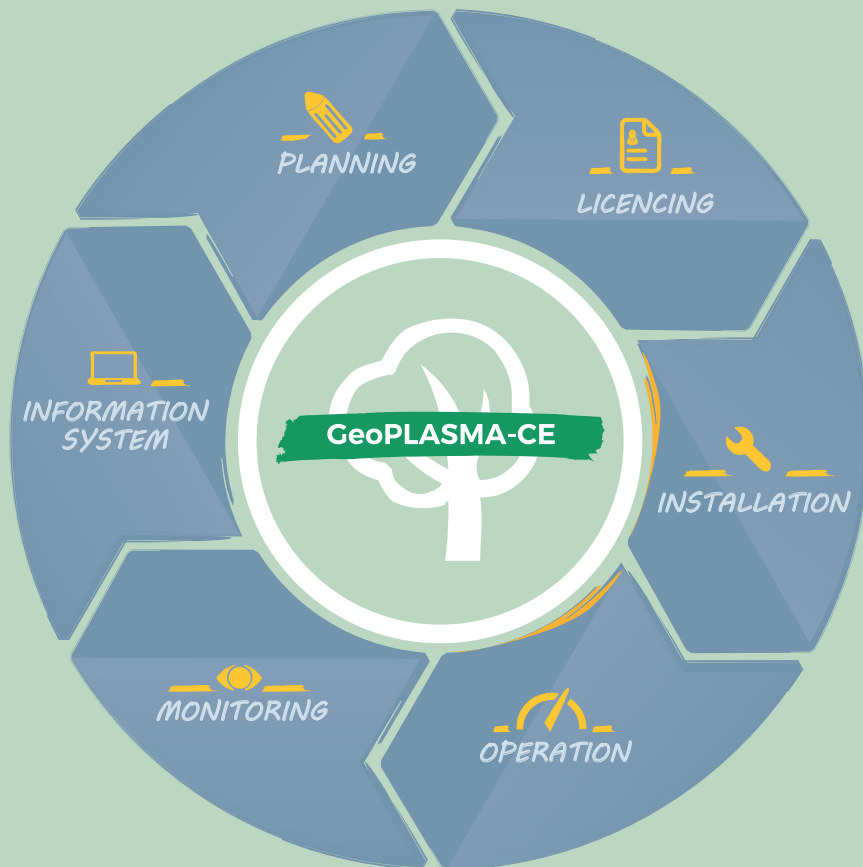 PLANNING
LICENCING
INFORMATION
SYSTEM
GeoPLASMA-CE
INSTALLATION
MONITORING
OPERATION